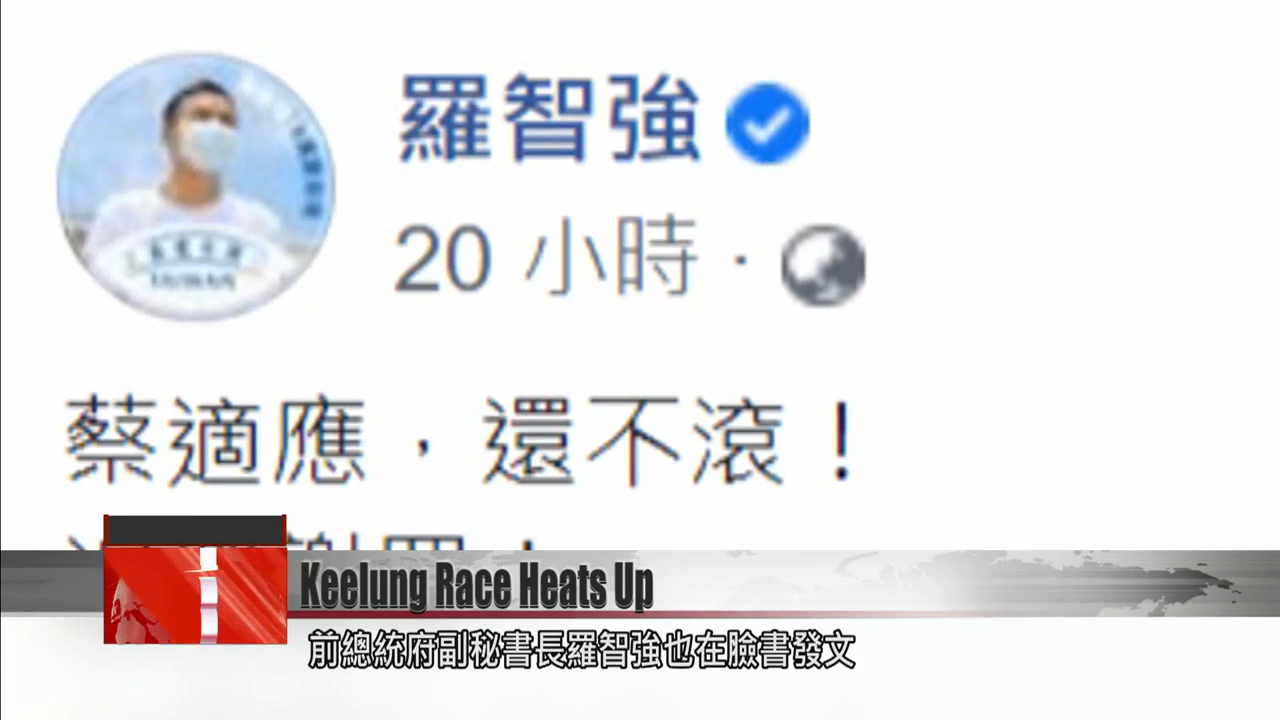 羅智強
20 小時 ·
蔡適應，還不滾！
Keelung Race Heats Up
前總統府副秘書長羅智強也在臉書發文